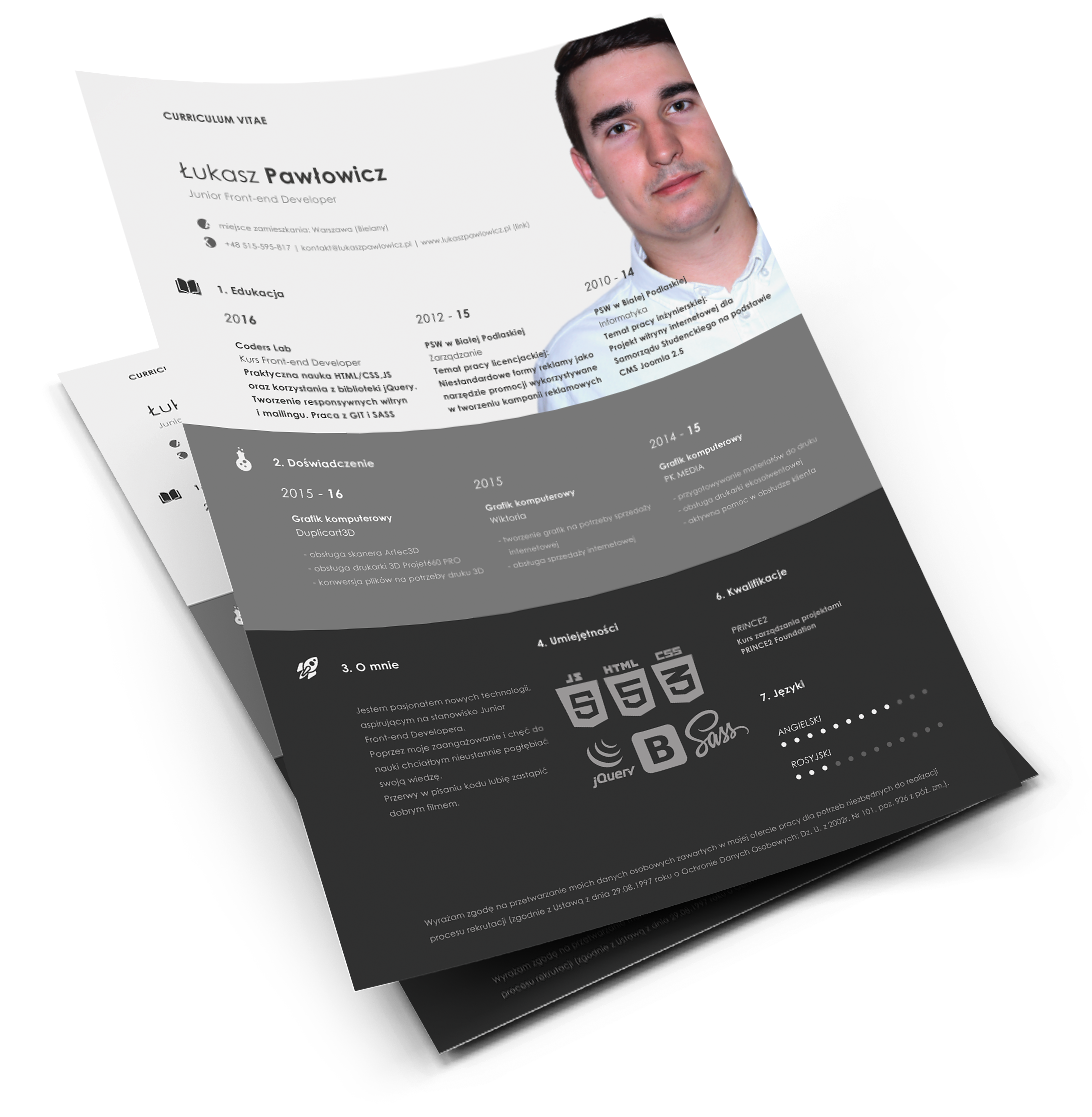 CURRICULUM VITAE
Łukasz Pawłowicz
Junior Front-end Developer
miejsce zamieszkania: Warszawa (Bielany)
+48 515-595-817 | kontakt@lukaszpawlowicz.pl | www.lukaszpawlowicz.pl (link)
1. Edukacja
2016
Coders Lab
Kurs Front-end Developer
Praktyczna nauka HTML/CSS,JS
oraz korzystania z biblioteki jQuery.
Tworzenie responsywnych witryn
i mailingu. Praca z GIT i SASS
2012 - 15
PSW w Białej Podlaskiej
Zarządzanie
Temat pracy licencjackiej:
Niestandardowe formy reklamy jako
narzędzie promocji wykorzystywane
w tworzeniu kampanii reklamowych
2010 - 14
PSW w Białej Podlaskiej
Informatyka
Temat pracy inżynierskiej:
Projekt witryny internetowej dla
Samorządu Studenckiego na podstawie
CMS Joomla 2.5
2. Doświadczenie
2015 - 16
Grafik komputerowy
Duplicart3D
- obsługa skanera Artec3D
- obsługa drukarki 3D Projet660 PRO
- konwersja plików na potrzeby druku 3D
2015
Grafik komputerowy
Wiktoria
- tworzenie grafik na potrzeby sprzedaży
internetowej
- obsługa sprzedaży internetowej
2014 - 15
Grafik komputerowy
PK MEDIA
- przygotowywanie materiałów do druku
- obsługa drukarki ekosolwentowej
- aktywna pomoc w obsłudze klienta
3. O mnie
Jestem pasjonatem nowych technologii,
aspirującym na stanowisko Junior
Front-end Developera.
Poprzez moje zaangażowanie i chęć do
nauki chciałbym nieustannie pogłębiać
swoją wiedzę.
Przerwy w pisaniu kodu lubię zastąpić
dobrym filmem.
4. Umiejętności
JS HTML CSS
5 5 3
jQuery B Sass
6. Kwalifikacje
PRINCE2
Kurs zarządzania projektami
PRINCE2 Foundation
7. Języki
ANGIELSKI
ROSYJSKI
Wyrażam zgodę na przetwarzanie moich danych osobowych zawartych w mojej ofercie pracy dla potrzeb niezbędnych do realizacji
procesu rekrutacji (zgodnie z Ustawą z dnia 29.08.1997 roku o Ochronie Danych Osobowych; Dz. U. z 2002r. Nr 101, poz. 926 z póź. zm.).
CURRIC
Łuk
Junio
1
Wyrażam zgodę na
procesu rekrutacji (zgodnie z Ustawą z dnia 29.08.1997